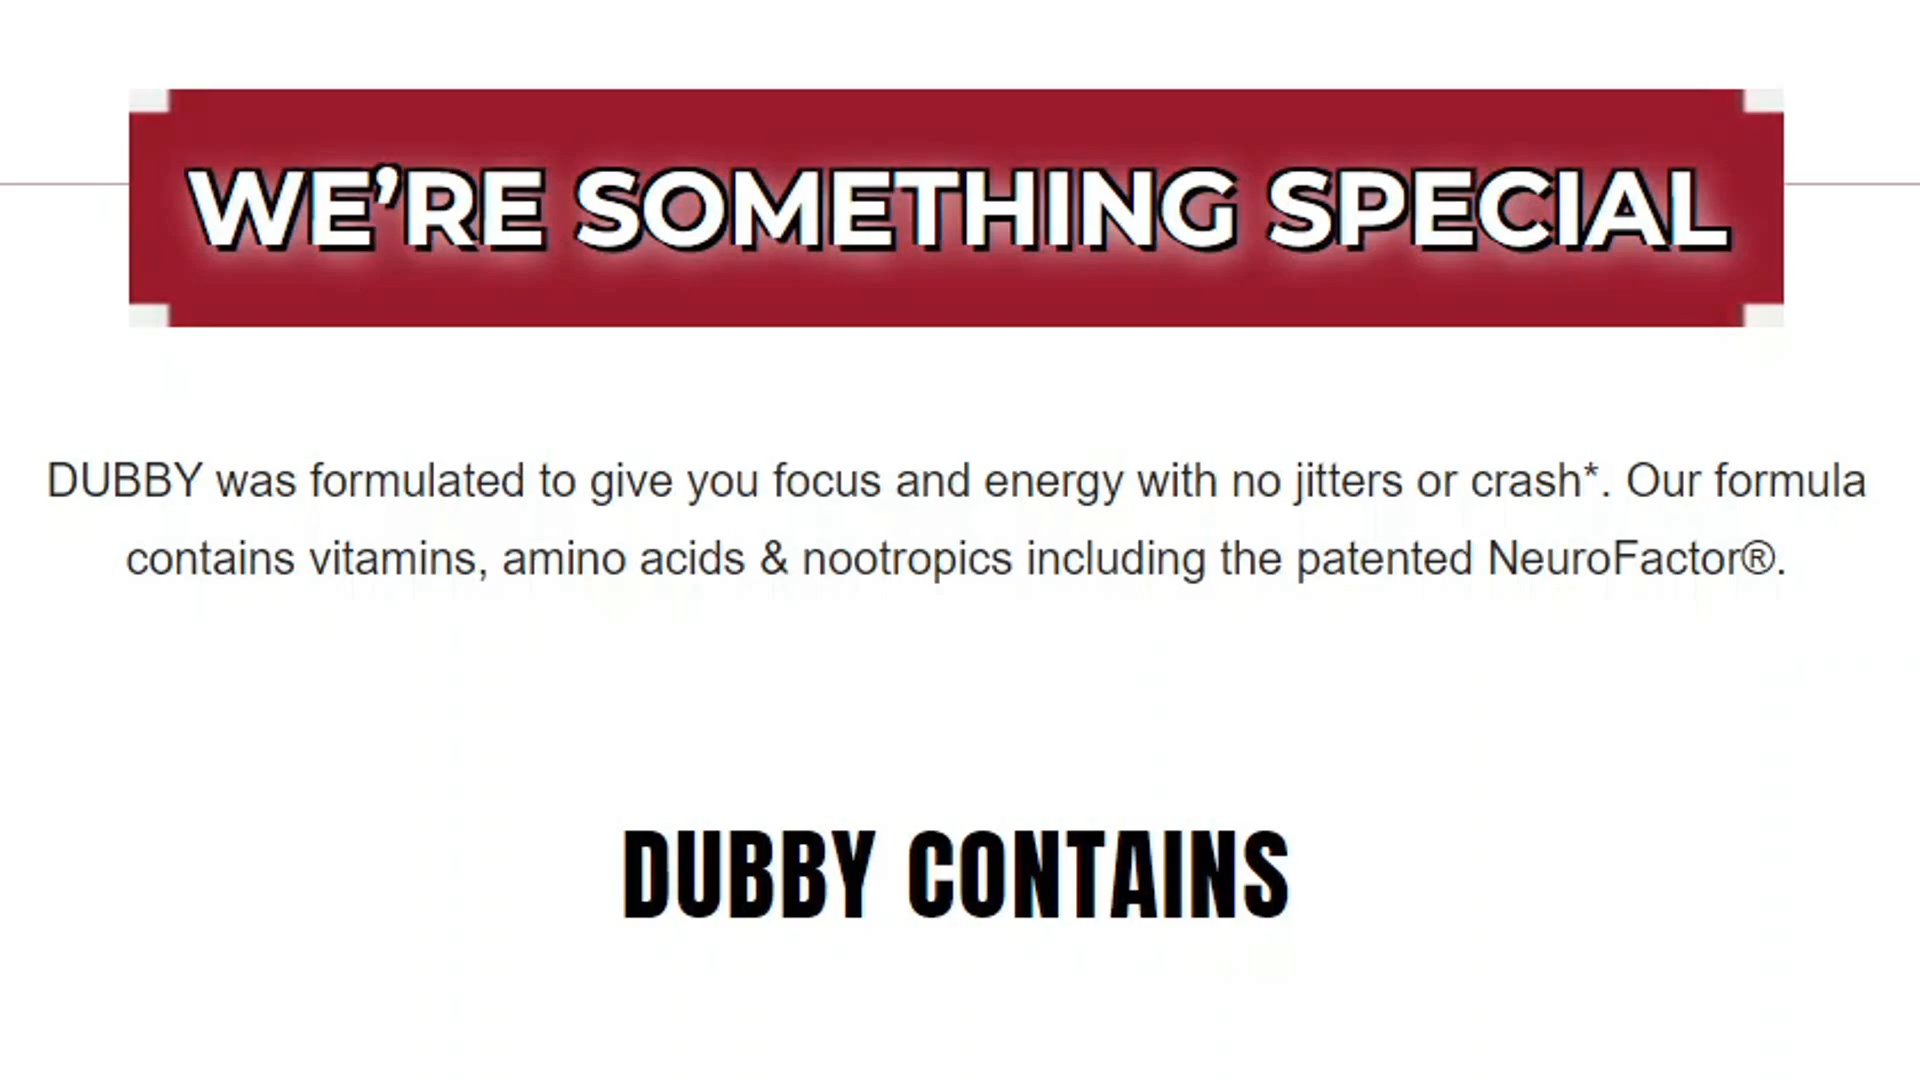 WE’RE SOMETHING SPECIAL
DUBBY was formulated to give you focus and energy with no jitters or crash*. Our formula
contains vitamins, amino acids & nootropics including the patented NeuroFactor®.
DUBBY CONTAINS